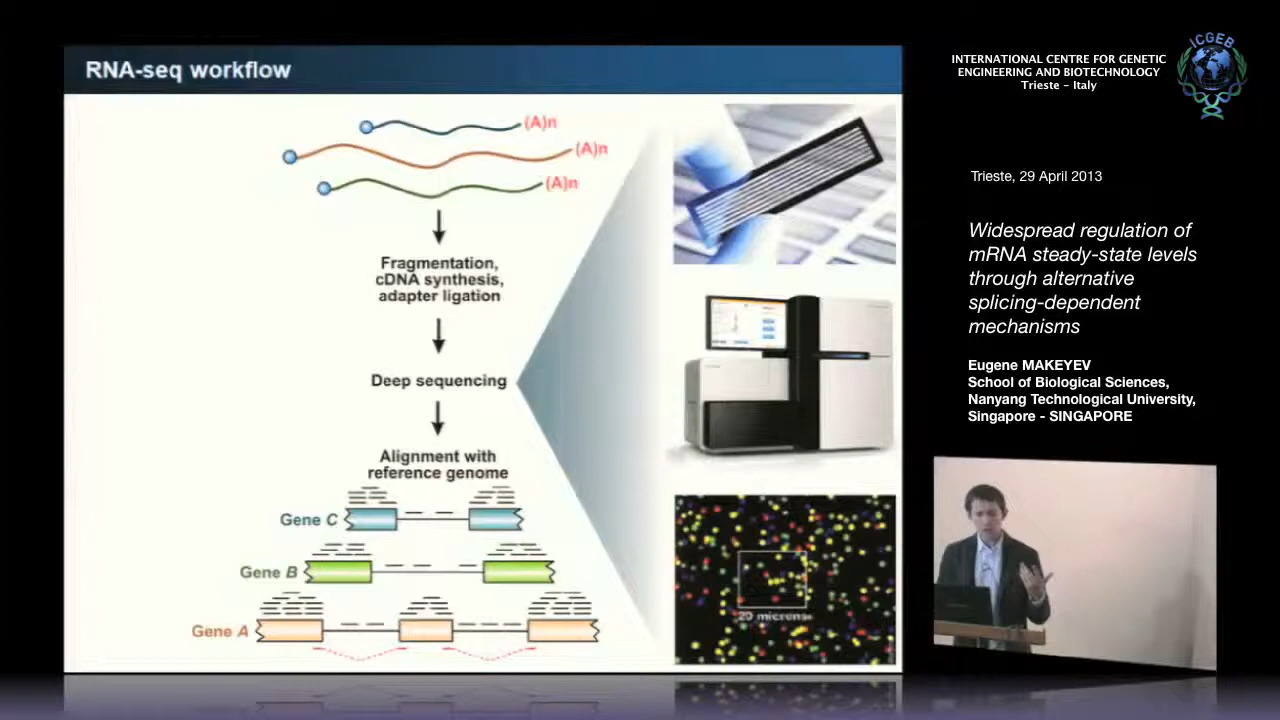 RNA-seq workflow
(A)n
(A)n
(A)n
Fragmentation,
cDNA synthesis,
adapter ligation
Deep sequencing
Alignment with
reference genome
Gene C
Gene B
Gene A
20 microns
INTERNATIONAL CENTRE FOR GENETIC
ENGINEERING AND BIOTECHNOLOGY
Trieste – Italy
ICGEB
Trieste, 29 April 2013
Widespread regulation of
mRNA steady-state levels
through alternative
splicing-dependent
mechanisms
Eugene MAKEYEV
School of Biological Sciences,
Nanyang Technological University,
Singapore - SINGAPORE